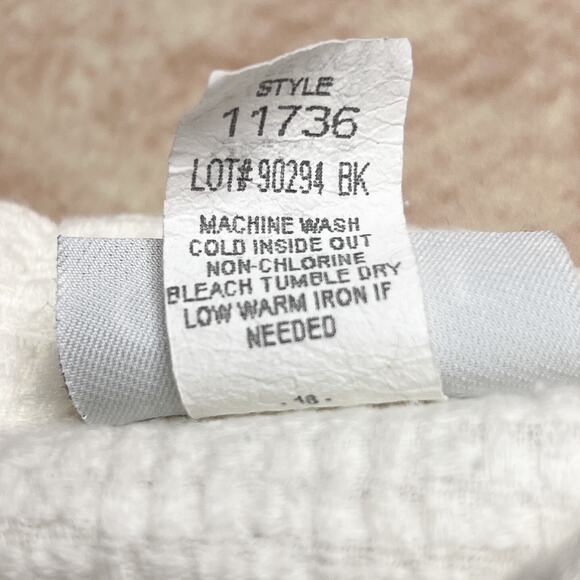 STYLE
11736
LOT# 90294 BK
MACHINE WASH
COLD INSIDE OUT
NON-CHLORINE
BLEACH TUMBLE DRY
LOW WARM IRON IF
NEEDED